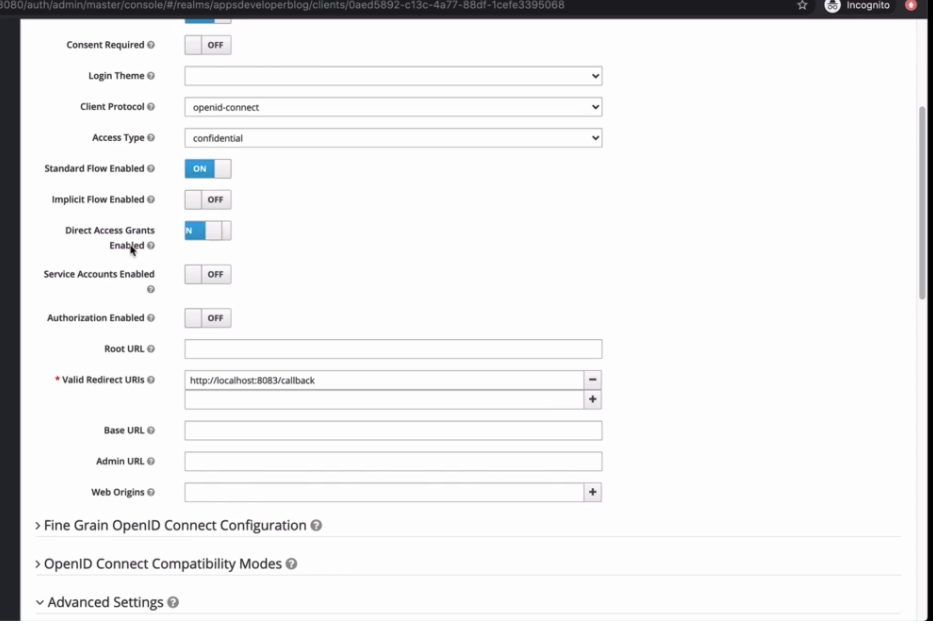 8080/auth/admin/master/console/#/realms/appsdeveloperblog/clients/0aed5892-c13c-4a77-88df-1cefe3395068
Incognito
Consent Required OFF
Login Theme
Client Protocol openid-connect
Access Type confidential
Standard Flow Enabled ON
Implicit Flow Enabled OFF
Direct Access Grants N
Enabled
Service Accounts Enabled OFF
Authorization Enabled OFF
Root URL
* Valid Redirect URIs http://localhost:8083/callback
Base URL
Admin URL
Web Origins
Fine Grain OpenID Connect Configuration
OpenID Connect Compatibility Modes
Advanced Settings